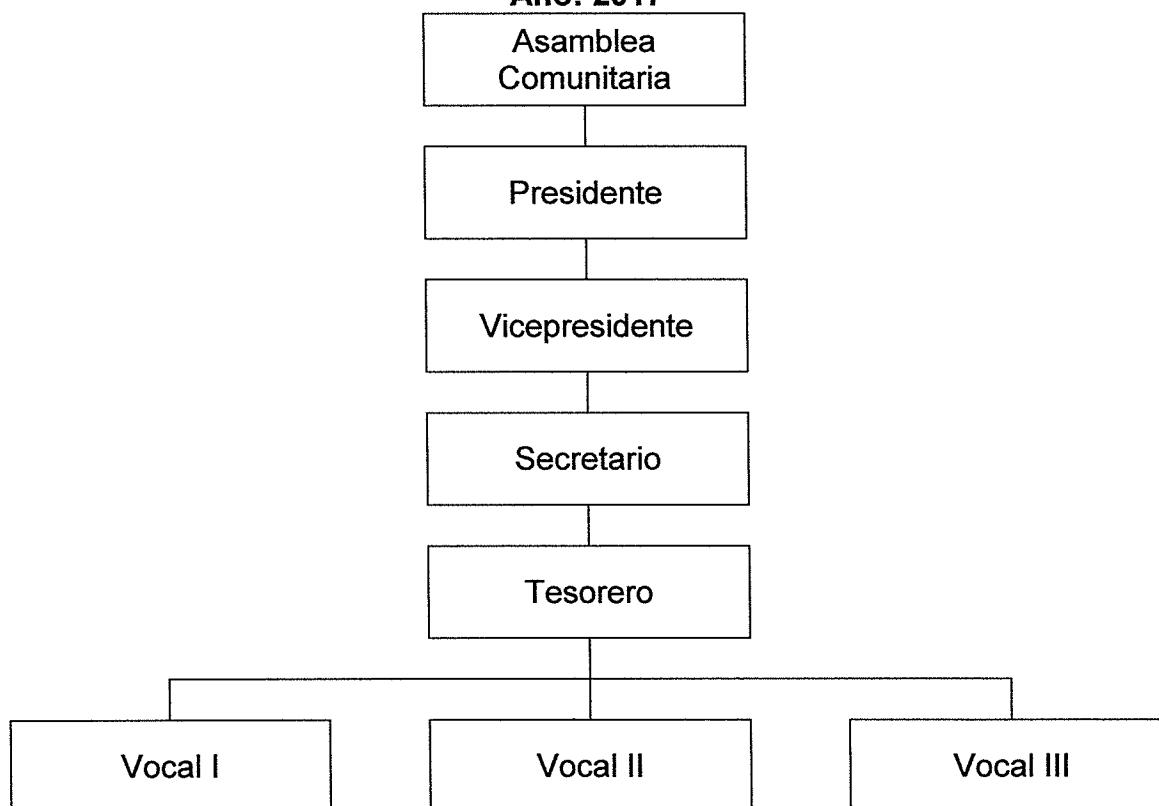 Asamblea
Comunitaria
Presidente
Vicepresidente
Secretario
Tesorero
Vocal I
Vocal II
Vocal III